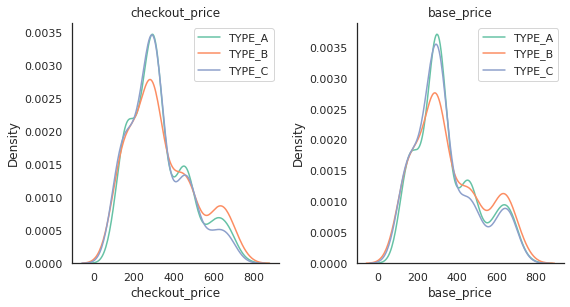 checkout_price
TYPE_A
TYPE_B
TYPE_C
Density
0.0035
0.0030
0.0025
0.0020
0.0015
0.0010
0.0005
0.0000
0 200 400 600 800
checkout_price
base_price
TYPE_A
TYPE_B
TYPE_C
Density
0.0035
0.0030
0.0025
0.0020
0.0015
0.0010
0.0005
0.0000
0 200 400 600 800
base_price